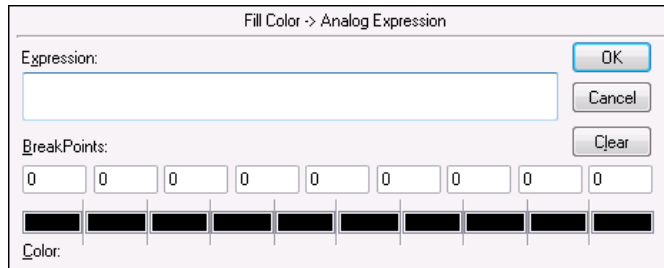 Fill Color -> Analog Expression
Expression:
OK
Cancel
Clear
BreakPoints:
0 0 0 0 0 0 0 0 0
Color: